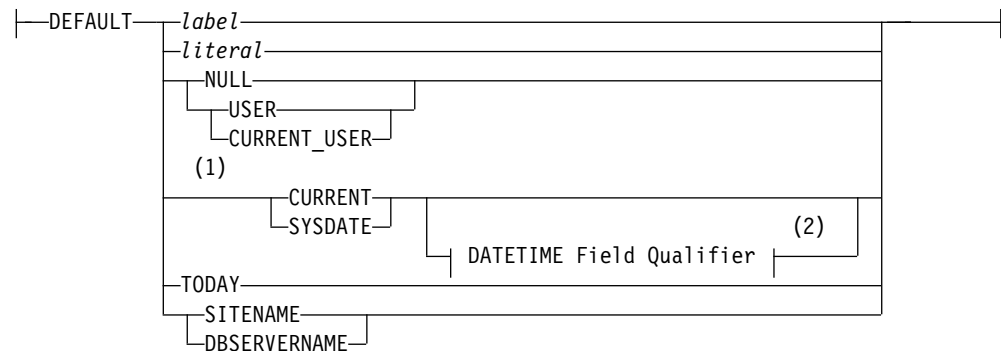 DEFAULT label
literal
NULL
USER
CURRENT_USER
(1)
CURRENT
SYSDATE
(2)
DATETIME Field Qualifier
TODAY
SITENAME
DBSERVERNAME